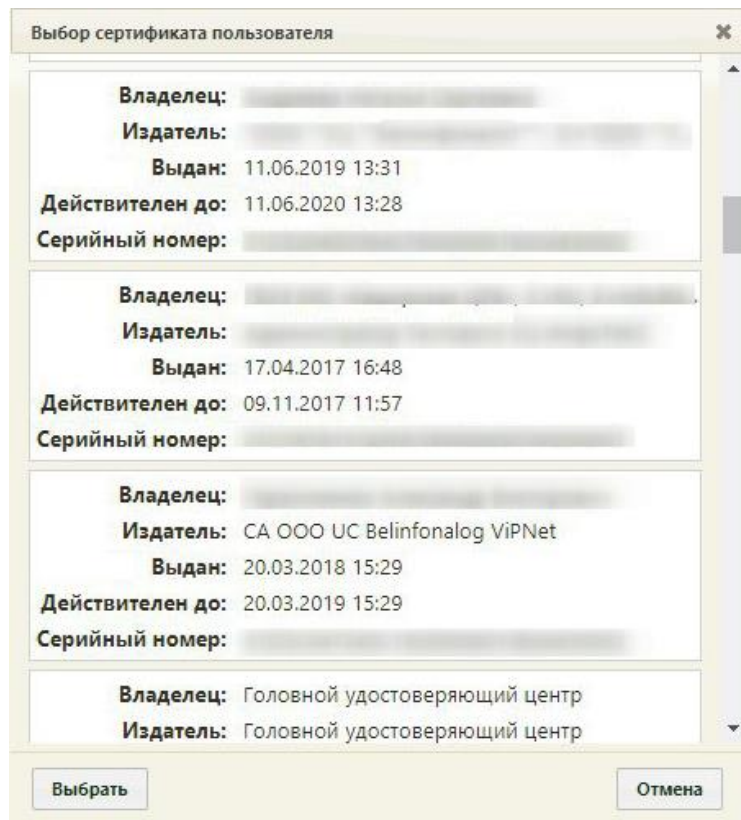 Выбор сертификата пользователя
Владелец:
Издатель:
Выдан: 11.06.2019 13:31
Действителен до: 11.06.2020 13:28
Серийный номер:
Владелец:
Издатель:
Выдан: 17.04.2017 16:48
Действителен до: 09.11.2017 11:57
Серийный номер:
Владелец:
Издатель: CA OOO UC Belinfonalog ViPNet
Выдан: 20.03.2018 15:29
Действителен до: 20.03.2019 15:29
Серийный номер:
Владелец: Головной удостоверяющий центр
Издатель: Головной удостоверяющий центр
Выбрать Отмена